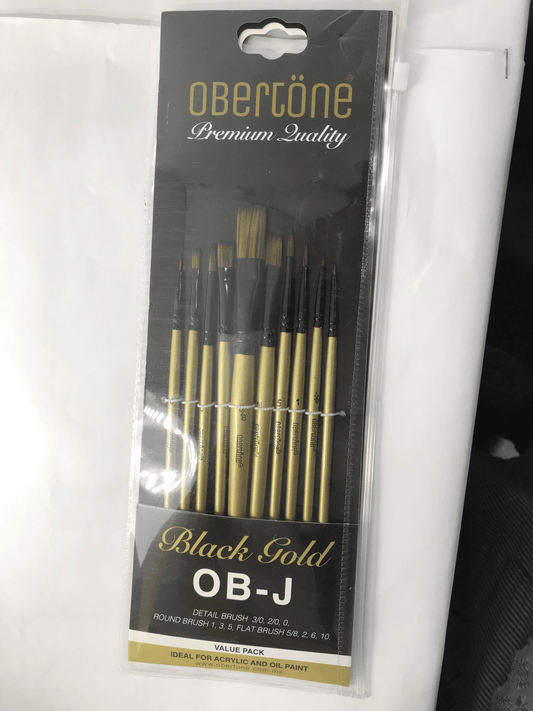 OBERTÖNE®
Premium Quality
Black Gold
OB-J
DETAIL BRUSH 3/0, 2/0, 0,
ROUND BRUSH 1, 3, 5, FLAT BRUSH 5/8, 2, 6, 10
VALUE PACK
IDEAL FOR ACRYLIC AND OIL PAINT
www.obertone.com.mx